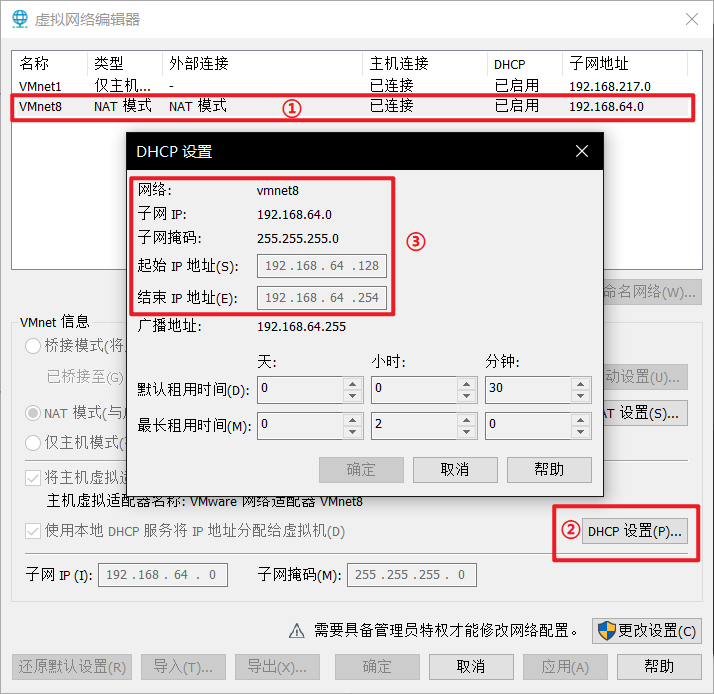 虚拟网络编辑器
名称 类型 外部连接 主机连接 DHCP 子网地址
VMnet1 仅主机... - 已连接 已启用 192.168.217.0
VMnet8 NAT 模式 NAT 模式 已连接 已启用 192.168.64.0
①
DHCP 设置
网络: vmnet8
子网 IP: 192.168.64.0
子网掩码: 255.255.255.0
③
起始 IP 地址(S): 192 .168 . 64 .128
结束 IP 地址(E): 192 .168 . 64 .254
广播地址: 192.168.64.255
天: 小时: 分钟:
默认租用时间(D): 0 0 30
最长租用时间(M): 0 2 0
确定 取消 帮助
命名网络(W)...
VMnet 信息
桥接模式(将
已桥接至(G)
动设置(U)...
NAT 模式(与
AT 设置(S)...
仅主机模式(
将主机虚拟适
主机虚拟适配器名称: VMware 网络适配器 VMnet8
使用本地 DHCP 服务将 IP 地址分配给虚拟机(D)
② DHCP 设置(P)...
子网 IP (I): 192 .168 . 64 . 0 子网掩码(M): 255 .255 .255 . 0
需要具备管理员特权才能修改网络配置。 更改设置(C)
还原默认设置(R) 导入(T)... 导出(X)... 确定 取消 应用(A) 帮助